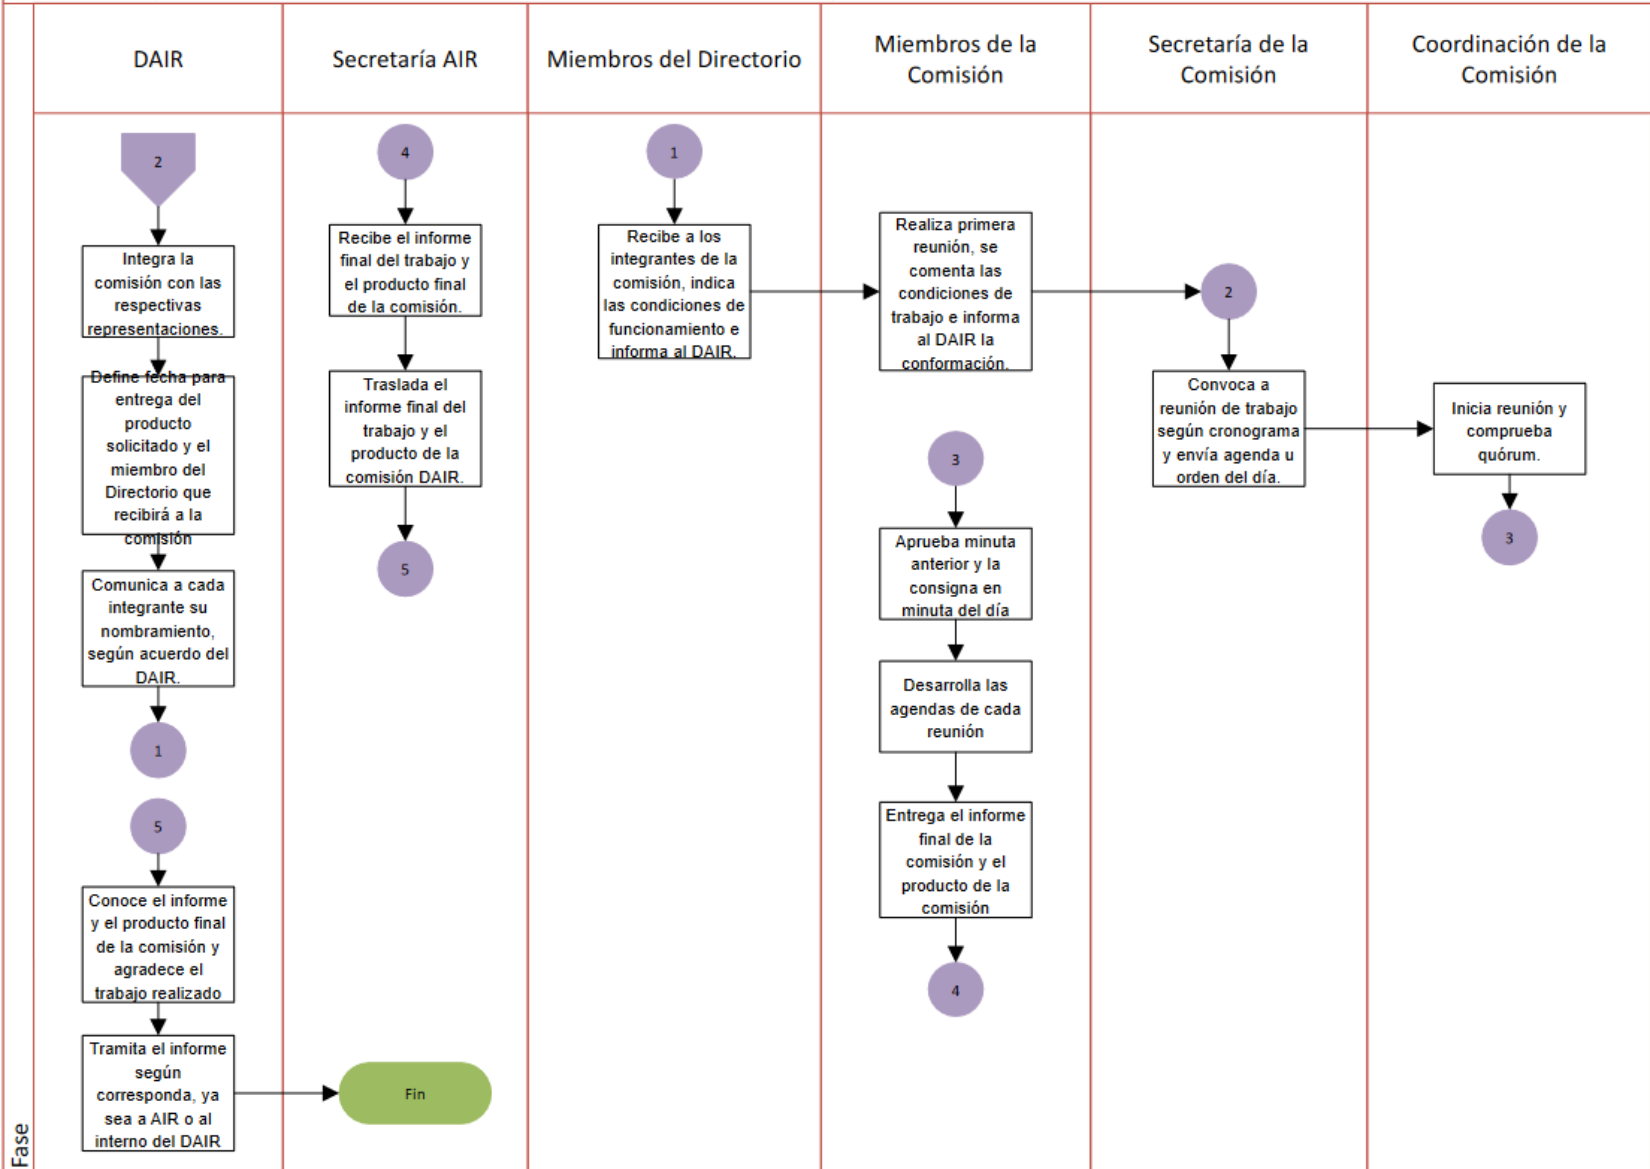 DAIR
Secretaría AIR
Miembros del Directorio
Miembros de la
Comisión
Secretaría de la
Comisión
Coordinación de la
Comisión
2
Integra la
comisión con las
respectivas
representaciones.
Define fecha para
entrega del
producto
solicitado y el
miembro del
Directorio que
recibirá a la
comisión
Comunica a cada
integrante su
nombramiento,
según acuerdo del
DAIR.
1
5
Conoce el informe
y el producto final
de la comisión y
agradece el
trabajo realizado
Tramita el informe
según
corresponda, ya
sea a AIR o al
interno del DAIR
4
Recibe el informe
final del trabajo y
el producto final
de la comisión.
Traslada el
informe final del
trabajo y el
producto de la
comisión DAIR.
5
Fin
1
Recibe a los
integrantes de la
comisión, indica
las condiciones de
funcionamiento e
informa al DAIR.
Realiza primera
reunión, se
comenta las
condiciones de
trabajo e informa
al DAIR la
conformación.
3
Aprueba minuta
anterior y la
consigna en
minuta del día
Desarrolla las
agendas de cada
reunión
Entrega el informe
final de la
comisión y el
producto de la
comisión
4
2
Convoca a
reunión de trabajo
según cronograma
y envía agenda u
orden del día.
Inicia reunión y
comprueba
quórum.
3
Fase